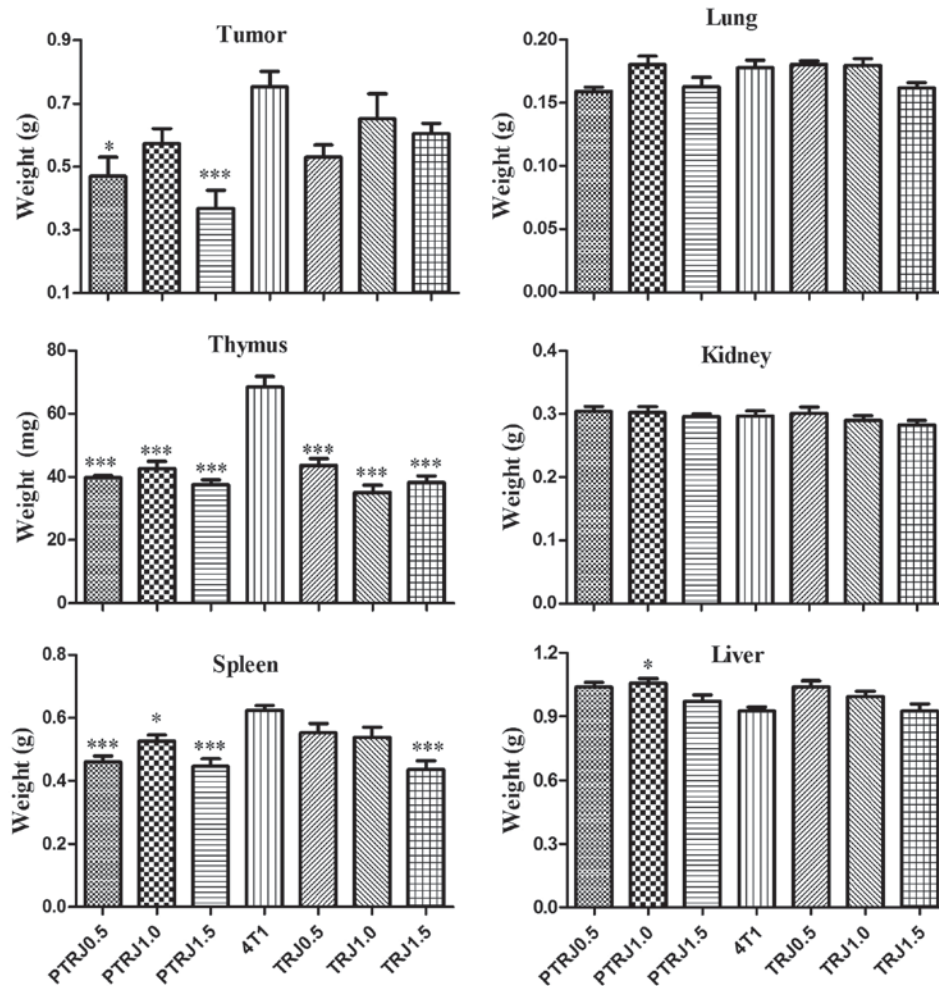 Tumor
Weight (g)
0.9
0.7
0.5
0.3
0.1
*
***
Lung
Weight (g)
0.20
0.15
0.10
0.05
0.00
Thymus
Weight (mg)
80
60
40
20
0
***
***
***
***
***
***
Kidney
Weight (g)
0.4
0.3
0.2
0.1
0.0
Spleen
Weight (g)
0.8
0.6
0.4
0.2
0.0
***
*
***
***
PTRJ0.5
PTRJ1.0
PTRJ1.5
4T1
TRJ0.5
TRJ1.0
TRJ1.5
Liver
Weight (g)
1.2
0.9
0.6
0.3
0.0
*
PTRJ0.5
PTRJ1.0
PTRJ1.5
4T1
TRJ0.5
TRJ1.0
TRJ1.5